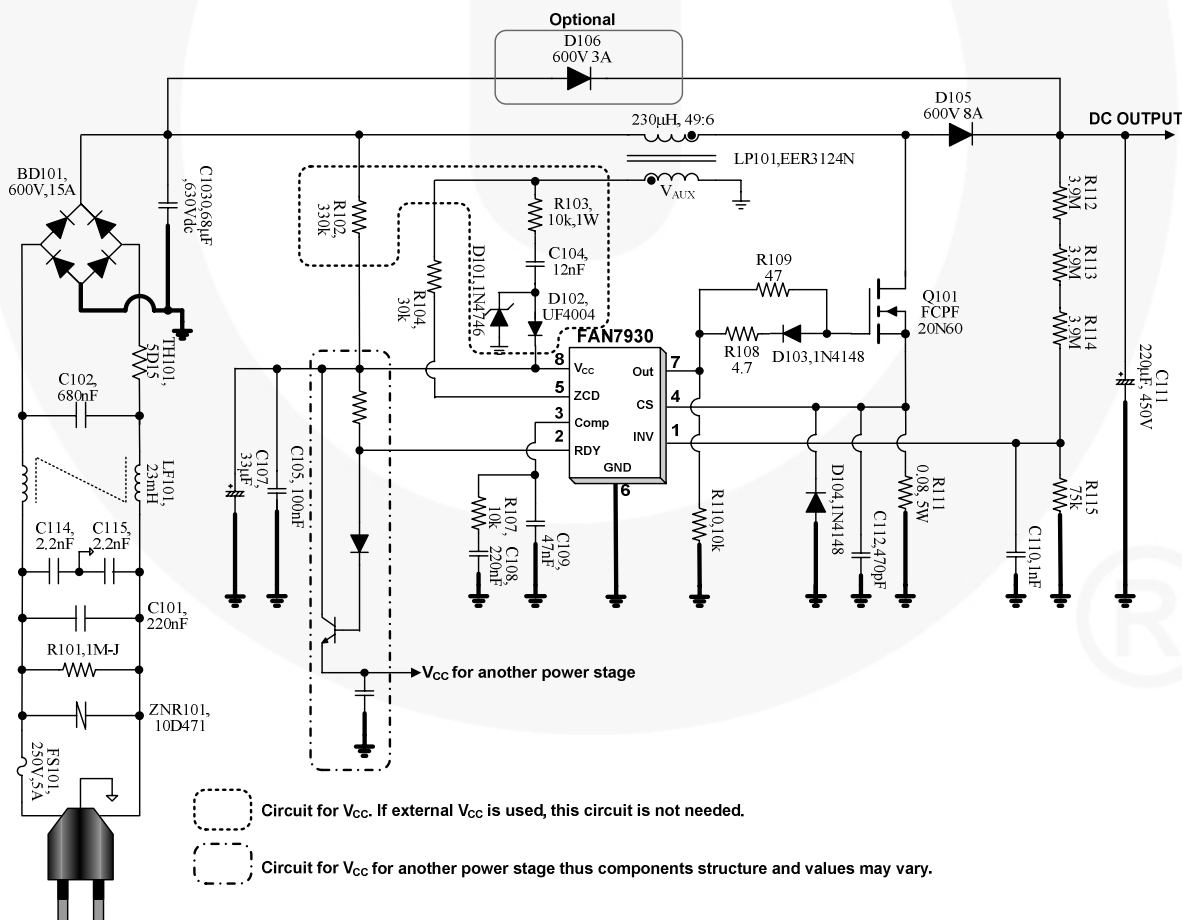 Optional
D106
600V 3A
D105
600V 8A
DC OUTPUT
230µH, 49:6
LP101,EER3124N
VAUX
BD101,
600V,15A
C1030,68µF
,630Vdc
R102,
330k
R103,
10k,1W
C104,
12nF
D101,1N4746
D102,
UF4004
R104,
30k
R109
47
R108
4.7
D103,1N4148
Q101
FCPF
20N60
R112
3.9M
R113
3.9M
R114
3.9M
C111
220µF, 450V
FAN7930
8
VCC
5
ZCD
3
Comp
2
RDY
GND
6
7
Out
4
CS
1
INV
TH101,
5D15
C102,
680nF
LF101,
23mH
C107,
33µF
C105, 100nF
R107,
10k
C108,
220nF
C109,
47nF
R110,10k
D104,1N4148
C112,470pF
R111
0.08, 5W
C110,1nF
R115
75k
C114,
2,2nF
C115,
2,2nF
C101,
220nF
R101,1M-J
ZNR101,
10D471
FS101,
250V,5A
VCC for another power stage
Circuit for VCC. If external VCC is used, this circuit is not needed.
Circuit for VCC for another power stage thus components structure and values may vary.
®